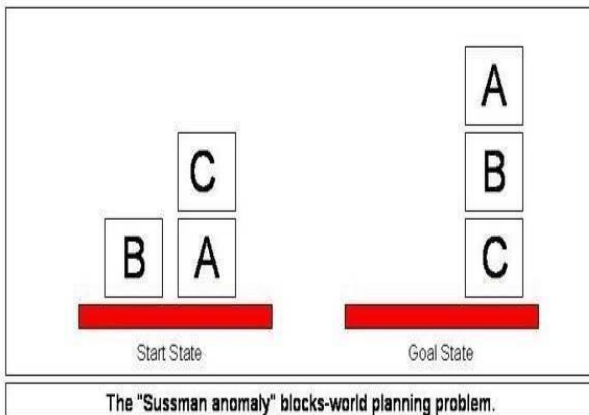 A
C
B
B
A
C
Start State
Goal State
The "Sussman anomaly" blocks-world planning problem.